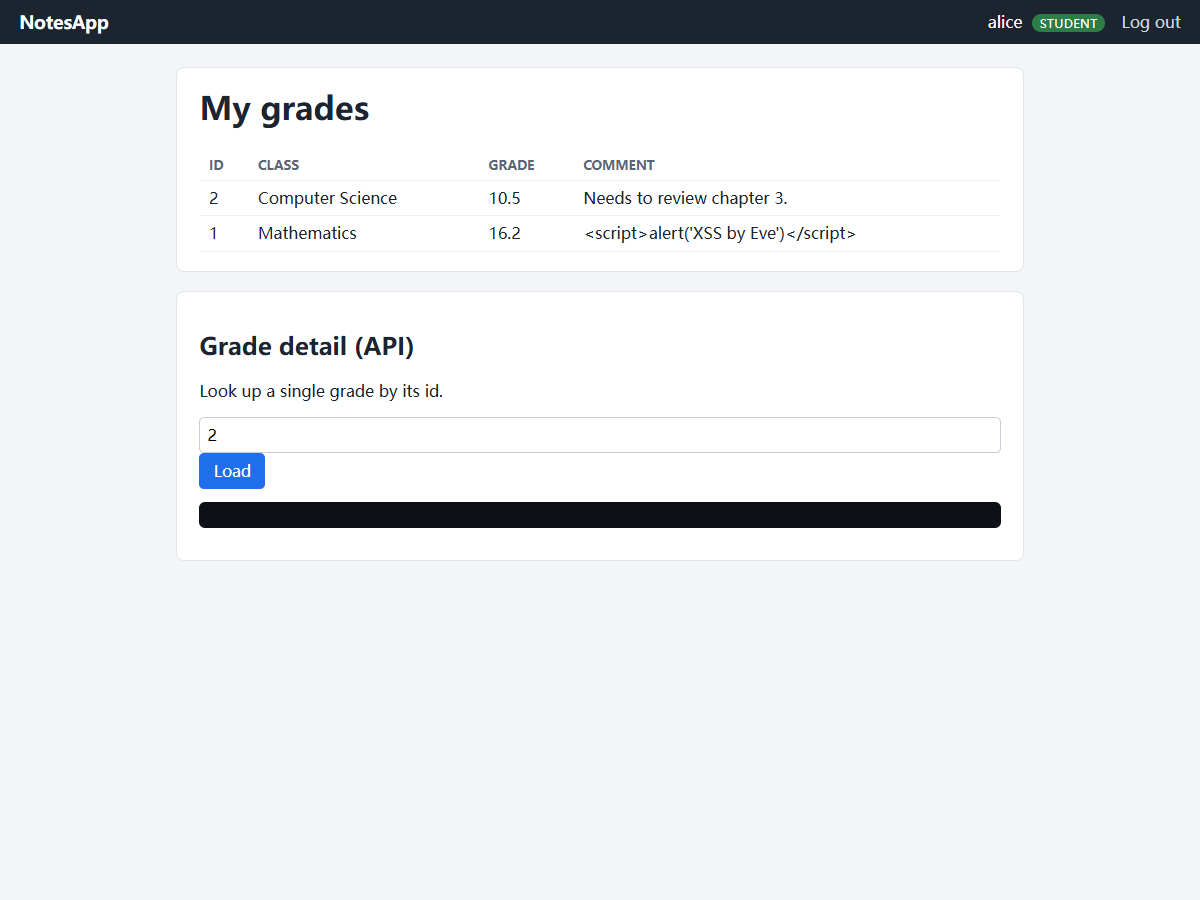 NotesApp
alice STUDENT Log out
My grades
ID CLASS GRADE COMMENT
2 Computer Science 10.5 Needs to review chapter 3.
1 Mathematics 16.2 <script>alert('XSS by Eve')</script>
Grade detail (API)
Look up a single grade by its id.
2
Load